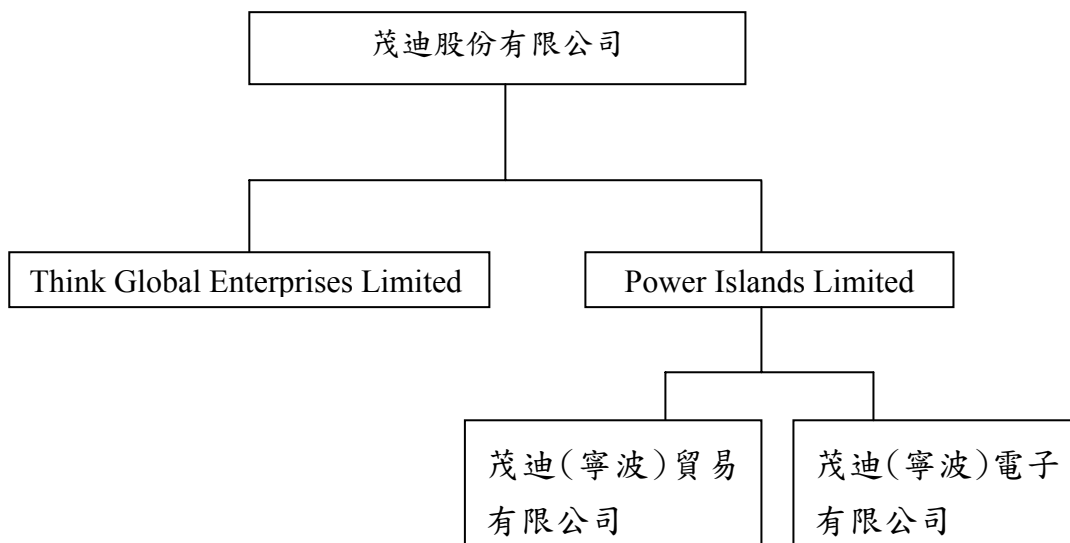 茂迪股份有限公司
Think Global Enterprises Limited
Power Islands Limited
茂迪(寧波)貿易
有限公司
茂迪(寧波)電子
有限公司